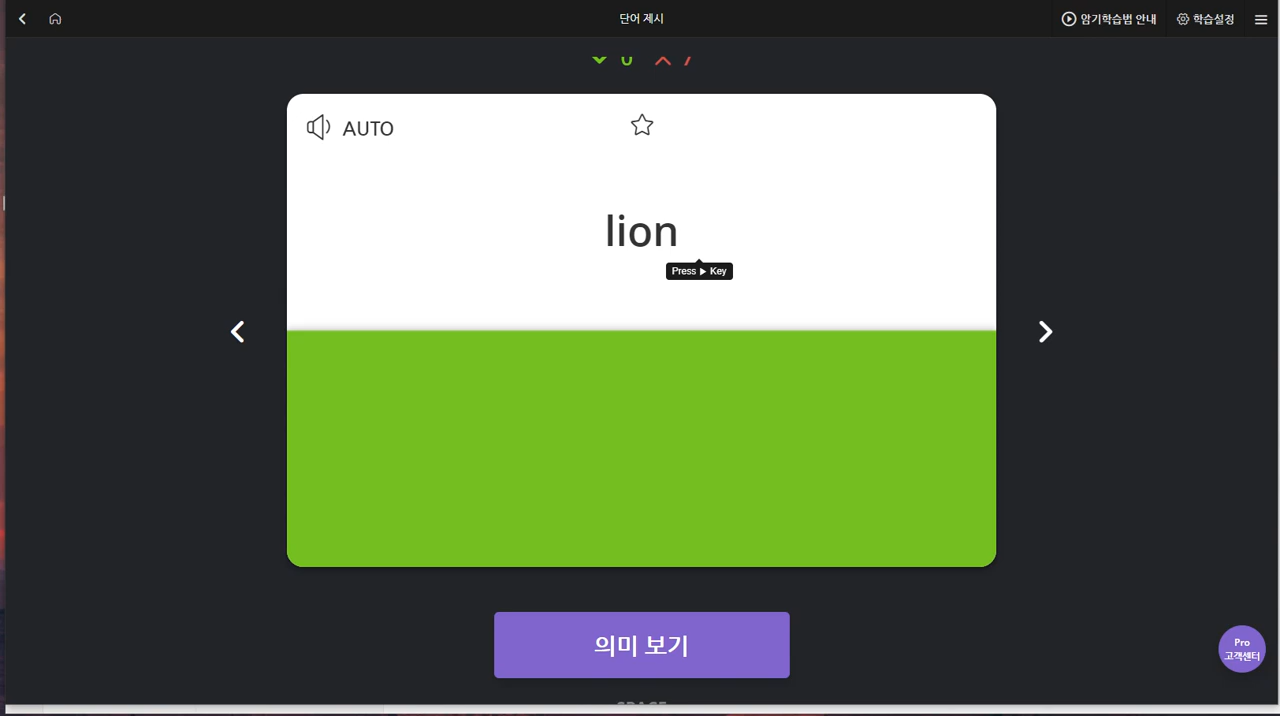 단어 제시
암기학습법 안내
학습설정
AUTO
lion
Press ▶ Key
의미 보기
Pro
고객센터